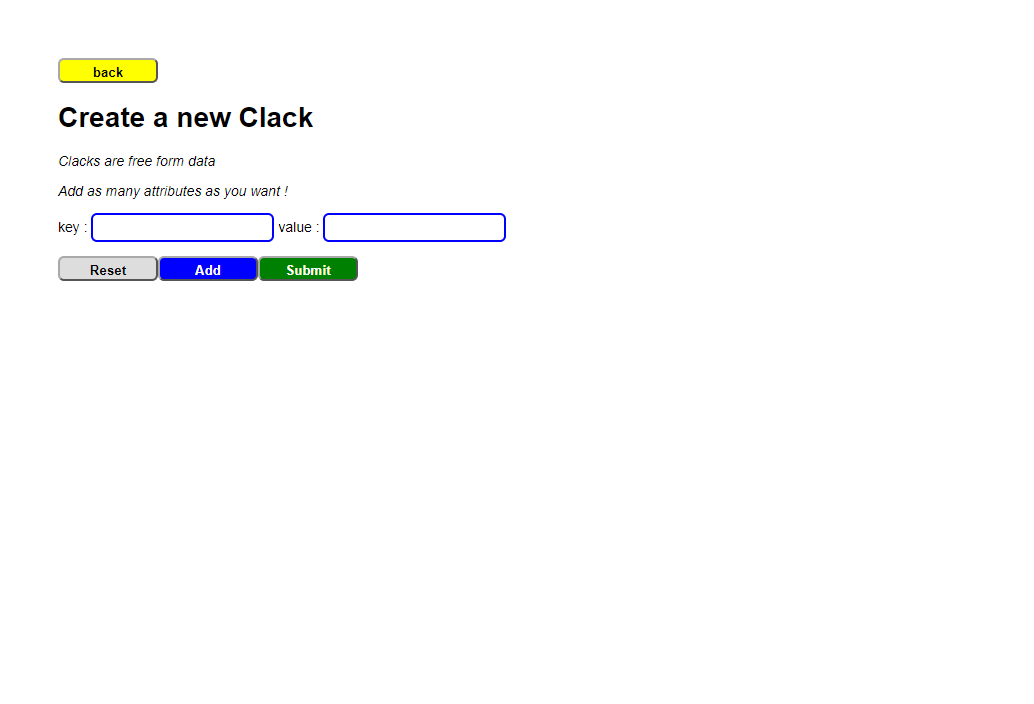 back
Create a new Clack
Clacks are free form data
Add as many attributes as you want !
key : value :
Reset Add Submit